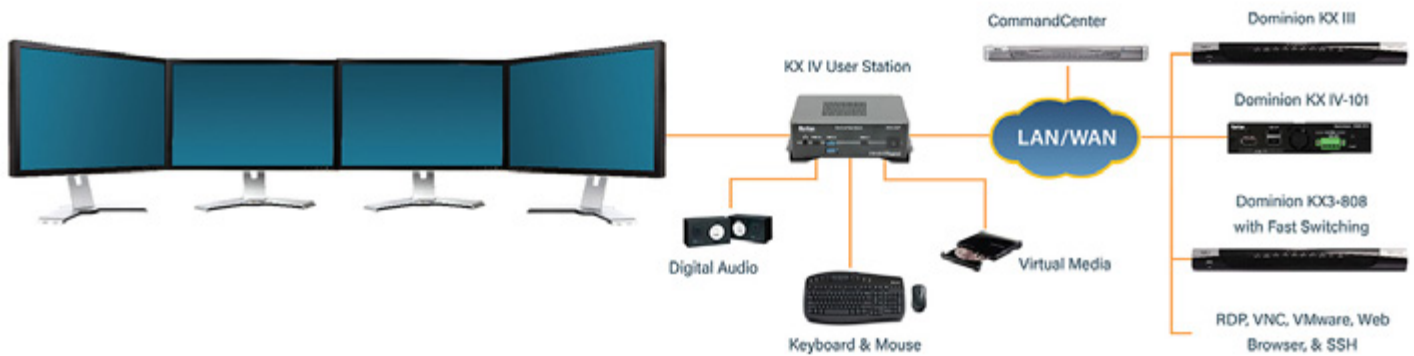 CommandCenter
Dominion KX III
KX IV User Station
Dominion KX IV-101
LAN/WAN
Dominion KX3-808
with Fast Switching
Digital Audio
Virtual Media
Keyboard & Mouse
RDP, VNC, VMware, Web
Browser, & SSH